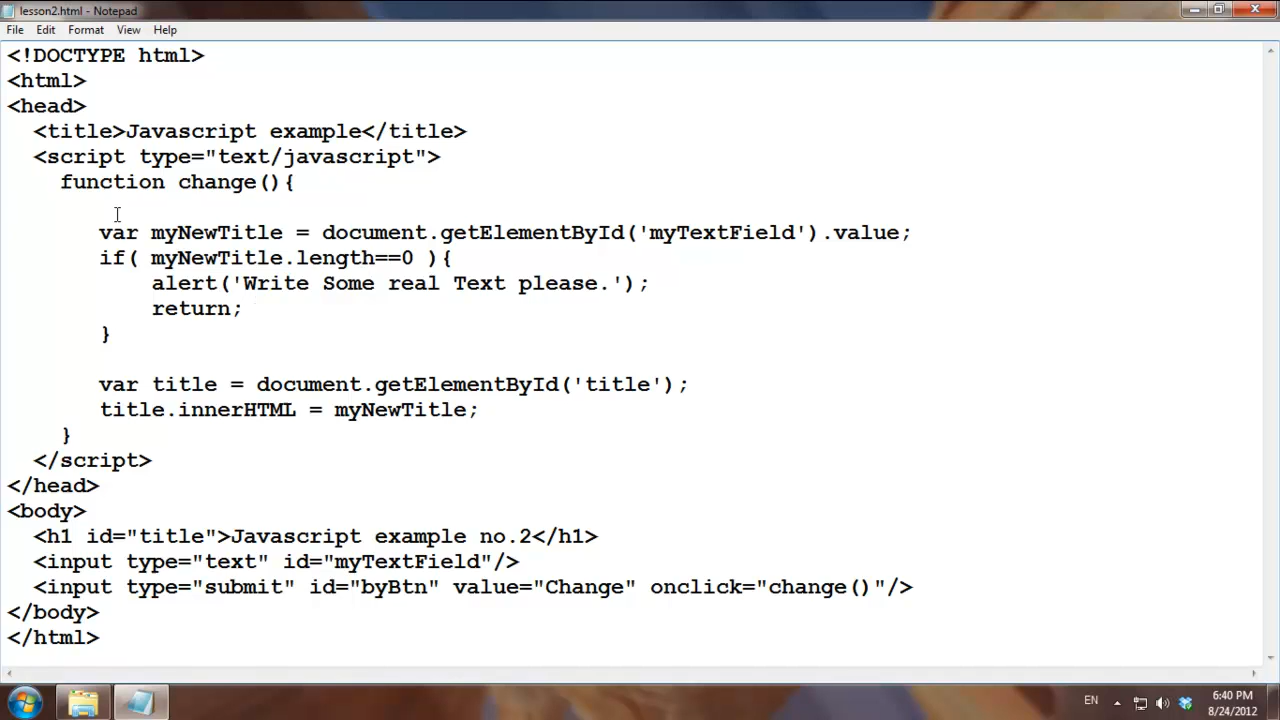 lesson2.html - Notepad
File Edit Format View Help
<!DOCTYPE html>
<html>
<head>
  <title>Javascript example</title>
  <script type="text/javascript">
    function change(){
       var myNewTitle = document.getElementById('myTextField').value;
       if( myNewTitle.length==0 ){
           alert('Write Some real Text please.');
           return;
       }
       var title = document.getElementById('title');
       title.innerHTML = myNewTitle;
    }
  </script>
</head>
<body>
  <h1 id="title">Javascript example no.2</h1>
  <input type="text" id="myTextField"/>
  <input type="submit" id="byBtn" value="Change" onclick="change()"/>
</body>
</html>
EN 6:40 PM
8/24/2012